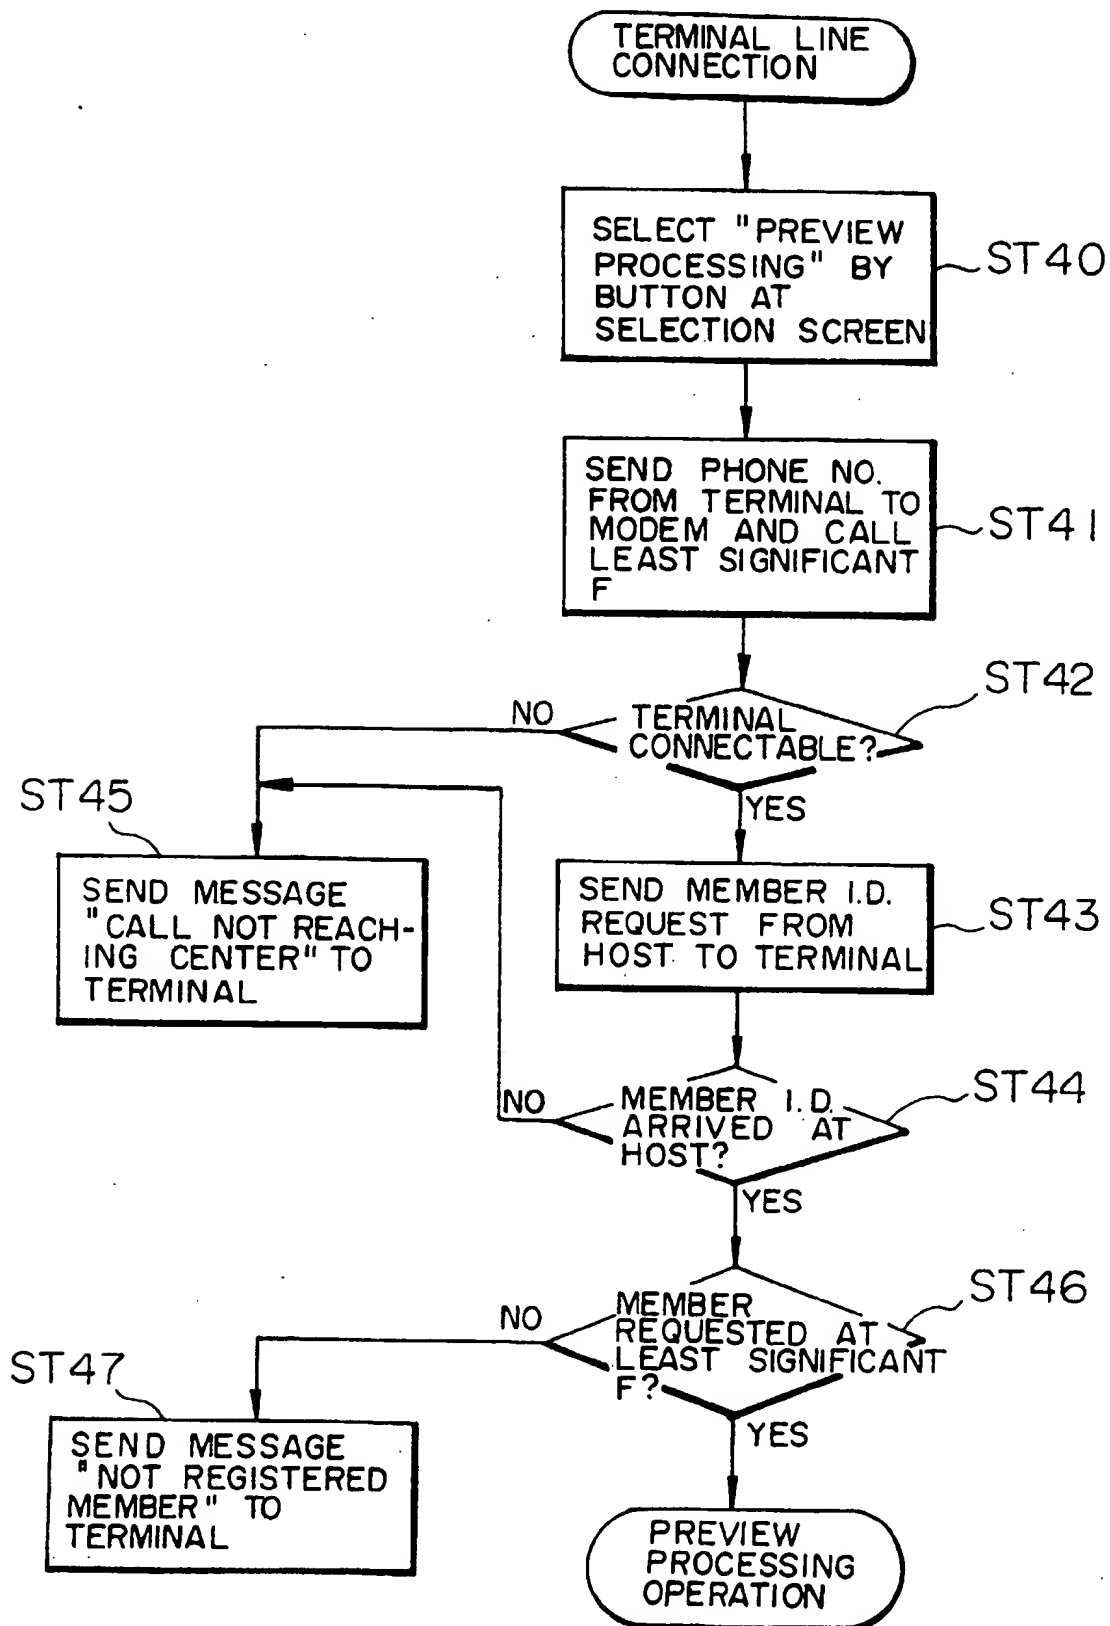 TERMINAL LINE
CONNECTION
SELECT "PREVIEW
PROCESSING" BY
BUTTON AT
SELECTION SCREEN
ST40
SEND PHONE NO.
FROM TERMINAL TO
MODEM AND CALL
LEAST SIGNIFICANT
F
ST41
ST42
NO
TERMINAL
CONNECTABLE?
YES
ST45
SEND MESSAGE
"CALL NOT REACH-
ING CENTER" TO
TERMINAL
SEND MEMBER I.D.
REQUEST FROM
HOST TO TERMINAL
ST43
ST44
NO
MEMBER I.D.
ARRIVED AT
HOST?
YES
ST46
NO
MEMBER
REQUESTED AT
LEAST SIGNIFICANT
F?
YES
ST47
SEND MESSAGE
"NOT REGISTERED
MEMBER" TO
TERMINAL
PREVIEW
PROCESSING
OPERATION